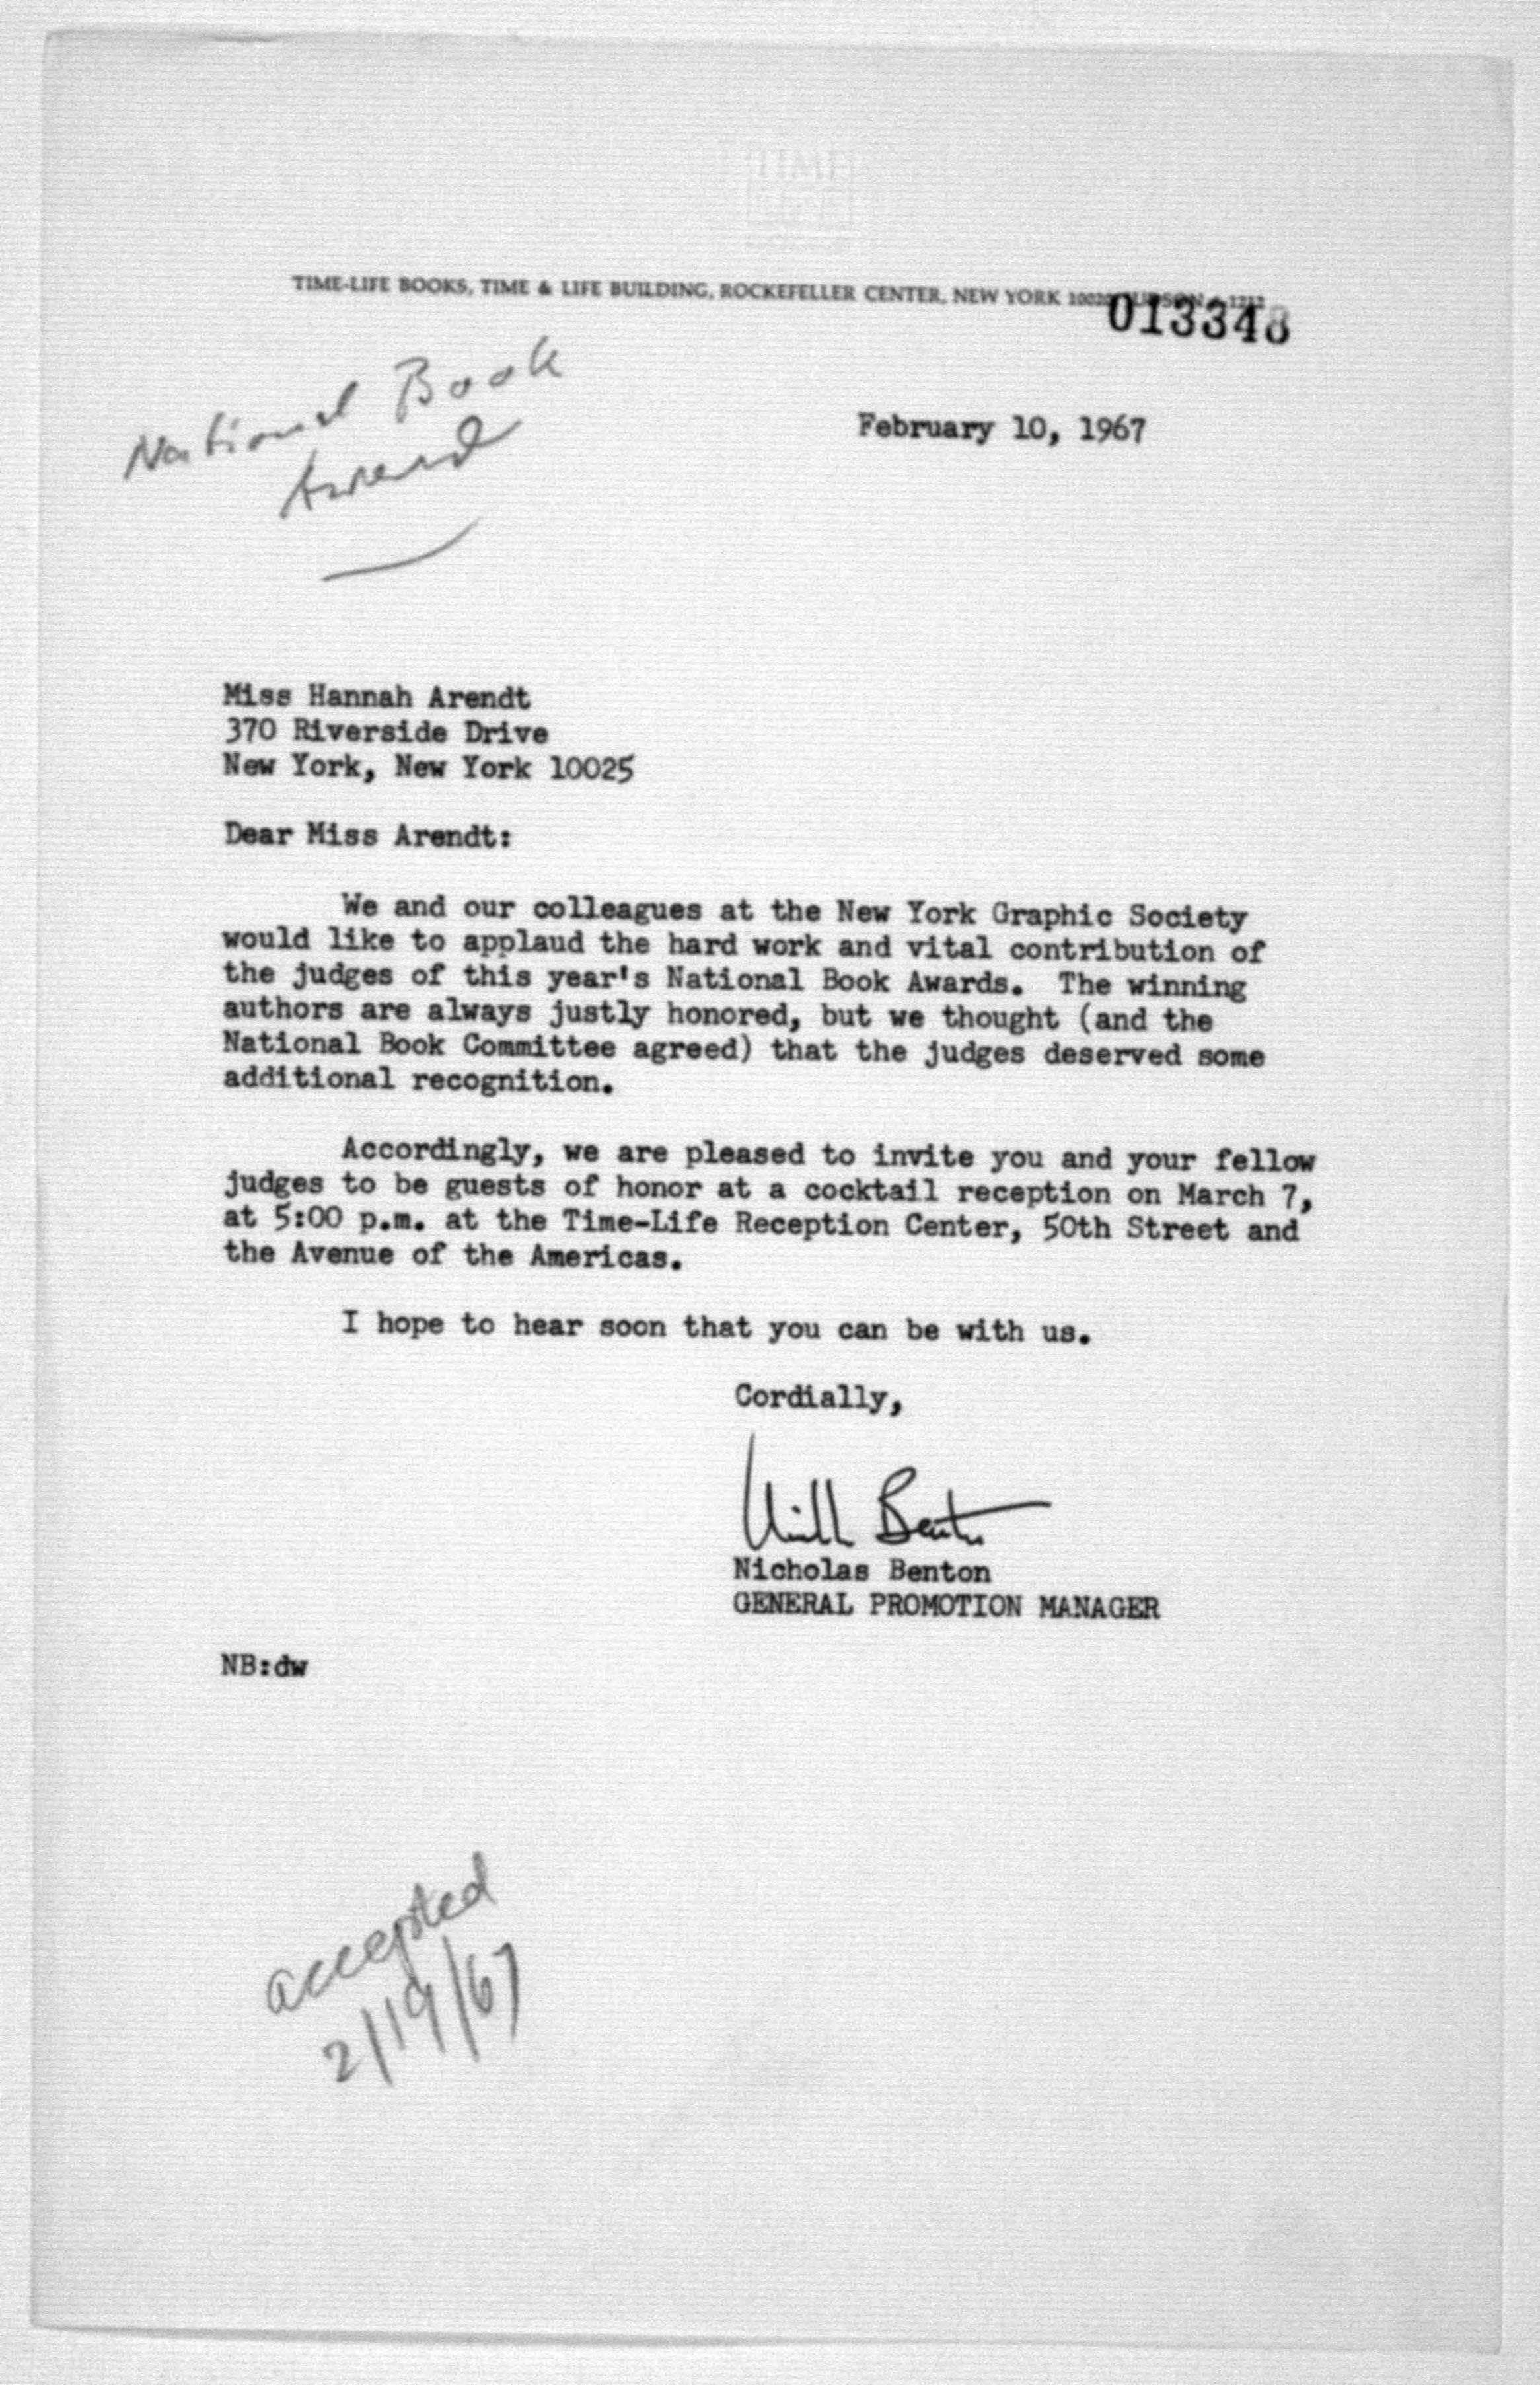 TIME
LIFE
TIME-LIFE BOOKS, TIME & LIFE BUILDING, ROCKEFELLER CENTER, NEW YORK 10020
013348
National Book
Award
February 10, 1967
Miss Hannah Arendt
370 Riverside Drive
New York, New York 10025
Dear Miss Arendt:
We and our colleagues at the New York Graphic Society
would like to applaud the hard work and vital contribution of
the judges of this year's National Book Awards. The winning
authors are always justly honored, but we thought (and the
National Book Committee agreed) that the judges deserved some
additional recognition.
Accordingly, we are pleased to invite you and your fellow
judges to be guests of honor at a cocktail reception on March 7,
at 5:00 p.m. at the Time-Life Reception Center, 50th Street and
the Avenue of the Americas.
I hope to hear soon that you can be with us.
Cordially,
Benton
Nicholas Benton
GENERAL PROMOTION MANAGER
NB:dw
accepted
2/19/67